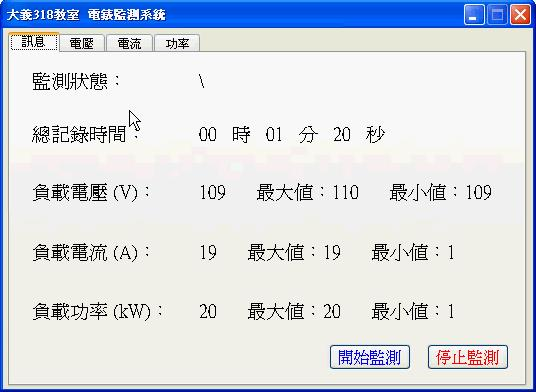 大義318教室 電錶監測系統
訊息 電壓 電流 功率
監測狀態： \
總記錄時間： 00 時 01 分 20 秒
負載電壓 (V)： 109 最大值：110 最小值：109
負載電流 (A)： 19 最大值：19 最小值：1
負載功率 (kW)： 20 最大值：20 最小值：1
開始監測 停止監測